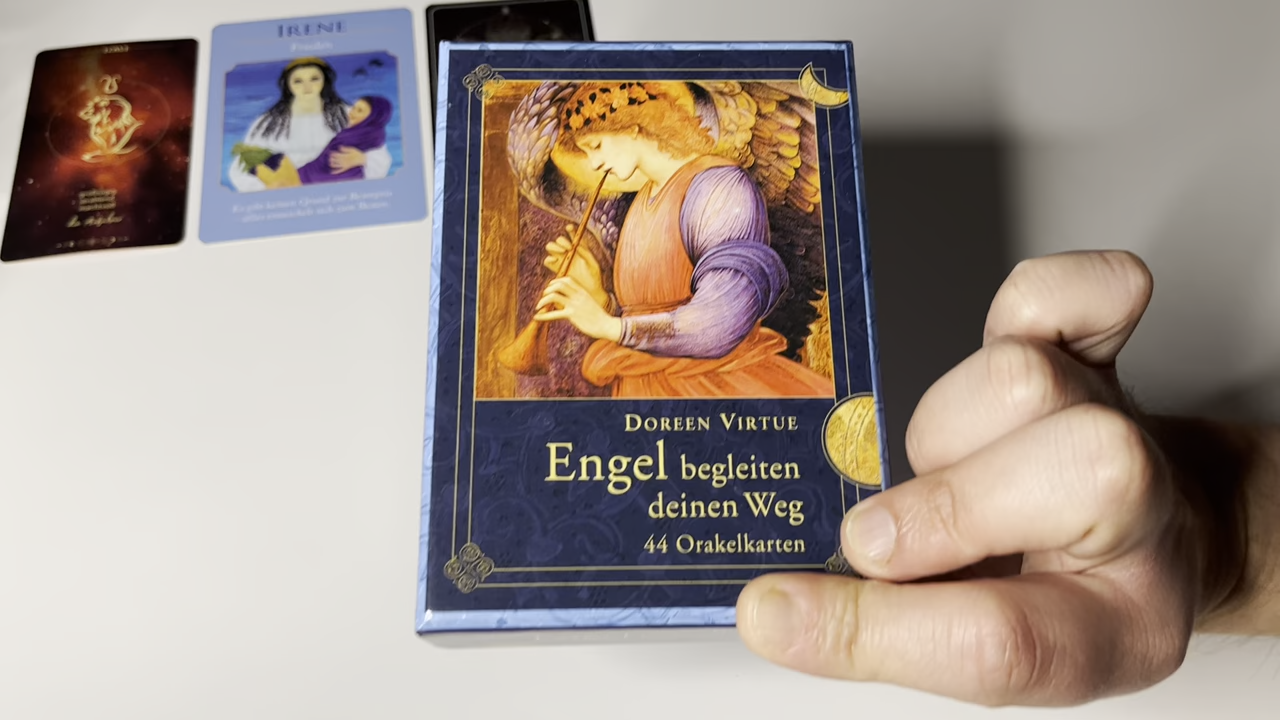 IRENE
Frieden
Es gibt keinen Grund zur Besorgnis
alles entwickelt sich zum Besten.
DOREEN VIRTUE
Engel begleiten
deinen Weg
44 Orakelkarten